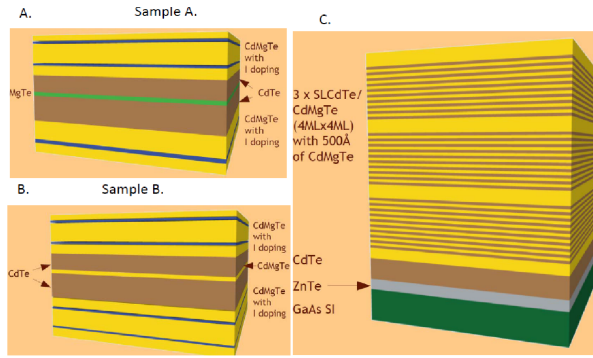 A.
Sample A.
CdMgTe
with
I doping
MgTe
CdTe
CdMgTe
with
I doping
B.
Sample B.
CdMgTe
with
I doping
CdTe
CdMgTe
CdMgTe
with
I doping
C.
3 x SLCdTe/
CdMgTe
(4MLx4ML)
with 500Å
of CdMgTe
CdTe
ZnTe
GaAs SI